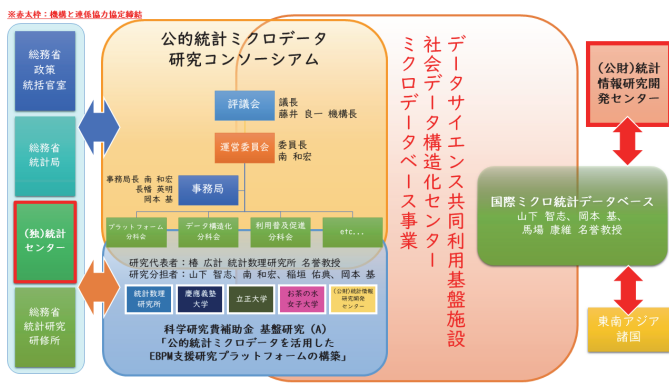 ※赤太枠：機構と連係協力協定締結
総務省
政策
統括官室
総務省
統計局
(独)統計
センター
総務省
統計研究
研修所
公的統計ミクロデータ
研究コンソーシアム
評議会
議長
藤井 良一 機構長
運営委員会
委員長
南 和宏
事務局長 南 和宏
長幡 英明
岡本 基
事務局
プラットフォーム
分科会
データ構造化
分科会
利用普及促進
分科会
etc...
研究代表者：椿 広計 統計数理研究所 名誉教授
研究分担者：山下 智志、南 和宏、稲垣 佑典、岡本 基
統計数理
研究所
慶應義塾
大学
立正大学
お茶の水
女子大学
(公財)統計情報
研究開発
センター
科学研究費補助金 基盤研究 (A)
「公的統計ミクロデータを活用した
EBPM支援研究プラットフォームの構築」
データサイエンス共同利用基盤施設
社会データ構造化センター
ミクロデータベース事業
(公財)統計
情報研究開
発センター
国際ミクロ統計データベース
山下 智志、岡本 基、
馬場 康維 名誉教授
東南アジア
諸国